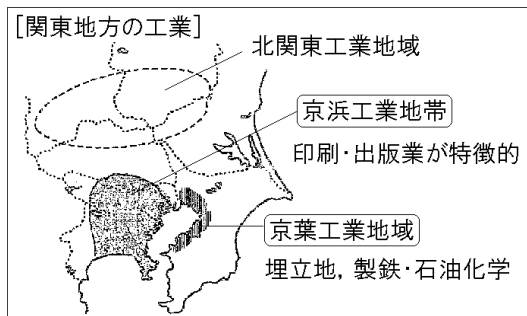 [関東地方の工業]
北関東工業地域
京浜工業地帯
印刷・出版業が特徴的
京葉工業地域
埋立地，製鉄・石油化学